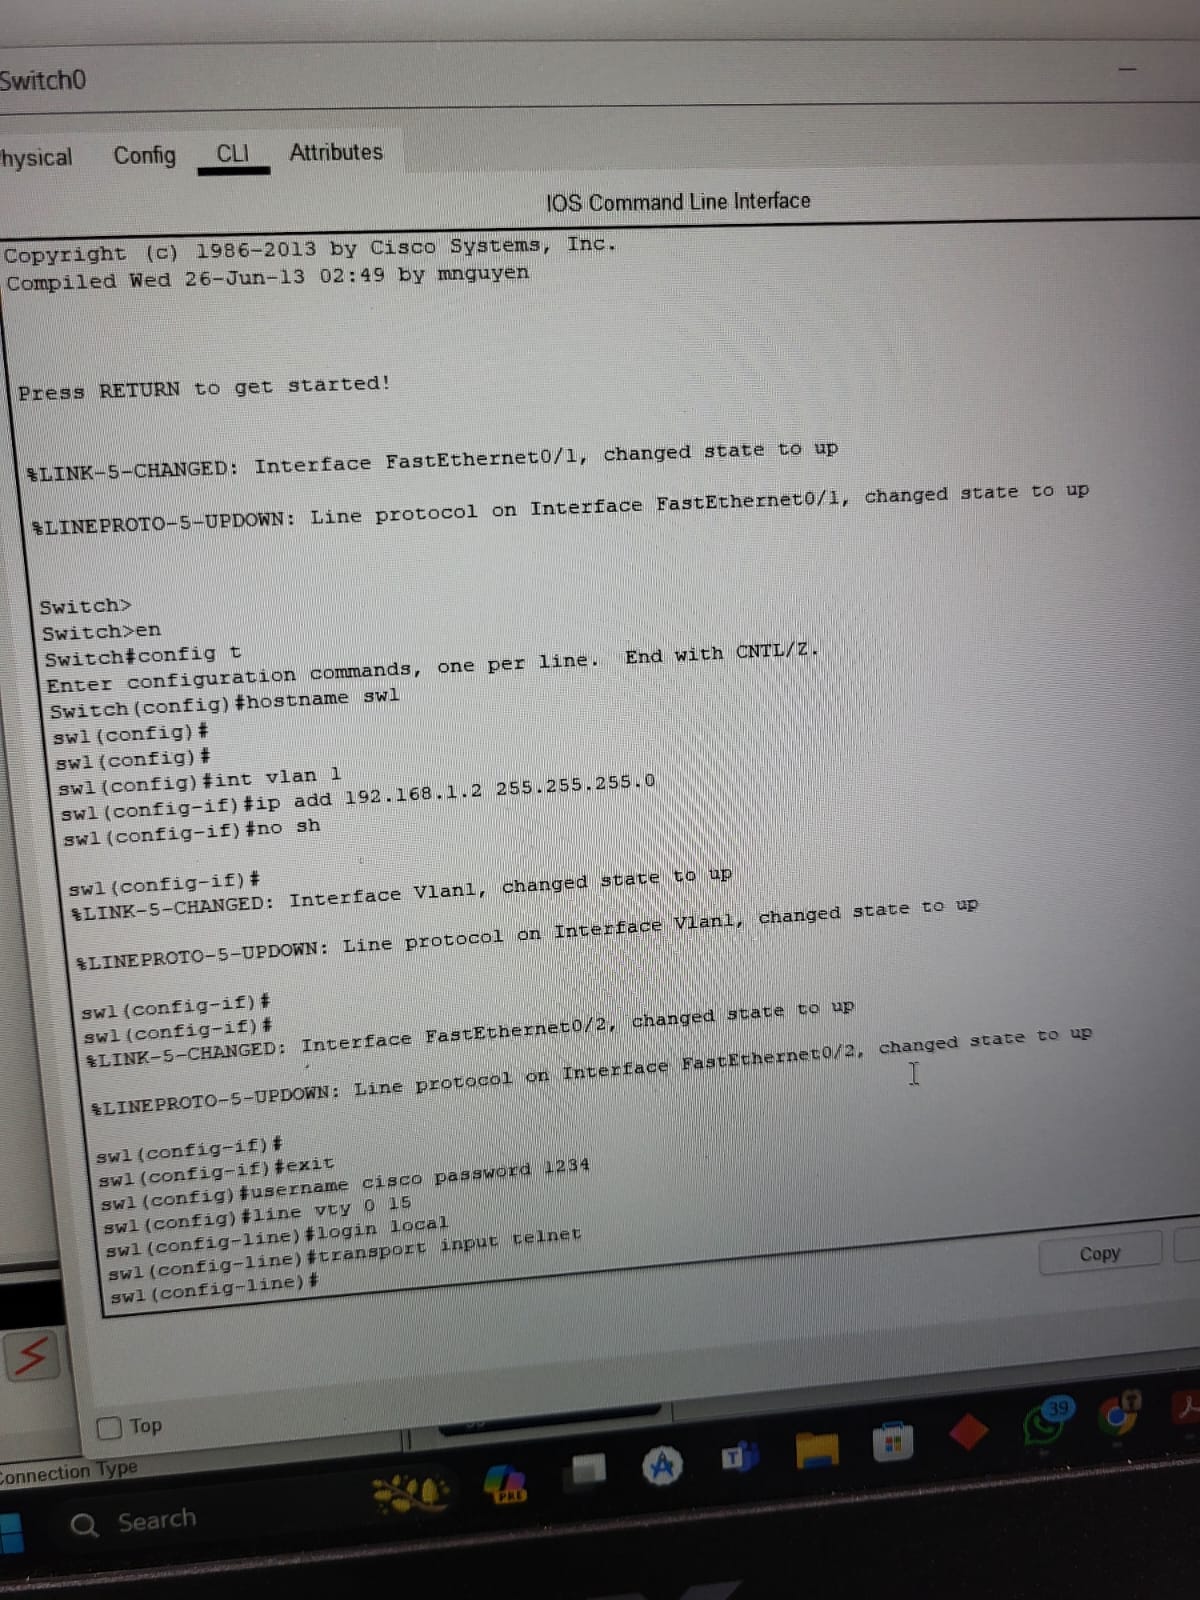 Switch0
hysical Config CLI Attributes
IOS Command Line Interface
Copyright (c) 1986-2013 by Cisco Systems, Inc.
Compiled Wed 26-Jun-13 02:49 by mnguyen
Press RETURN to get started!
%LINK-5-CHANGED: Interface FastEthernet0/1, changed state to up
%LINEPROTO-5-UPDOWN: Line protocol on Interface FastEthernet0/1, changed state to up
Switch>
Switch>en
Switch#config t
Enter configuration commands, one per line.  End with CNTL/Z.
Switch(config)#hostname sw1
sw1(config)#
sw1(config)#
sw1(config)#int vlan 1
sw1(config-if)#ip add 192.168.1.2 255.255.255.0
sw1(config-if)#no sh
sw1(config-if)#
%LINK-5-CHANGED: Interface Vlan1, changed state to up
%LINEPROTO-5-UPDOWN: Line protocol on Interface Vlan1, changed state to up
sw1(config-if)#
sw1(config-if)#
%LINK-5-CHANGED: Interface FastEthernet0/2, changed state to up
%LINEPROTO-5-UPDOWN: Line protocol on Interface FastEthernet0/2, changed state to up
sw1(config-if)#
sw1(config-if)#exit
sw1(config)#username cisco password 1234
sw1(config)#line vty 0 15
sw1(config-line)#login local
sw1(config-line)#transport input telnet
sw1(config-line)#
Copy
Top
Connection Type
Search
PRE
T
39